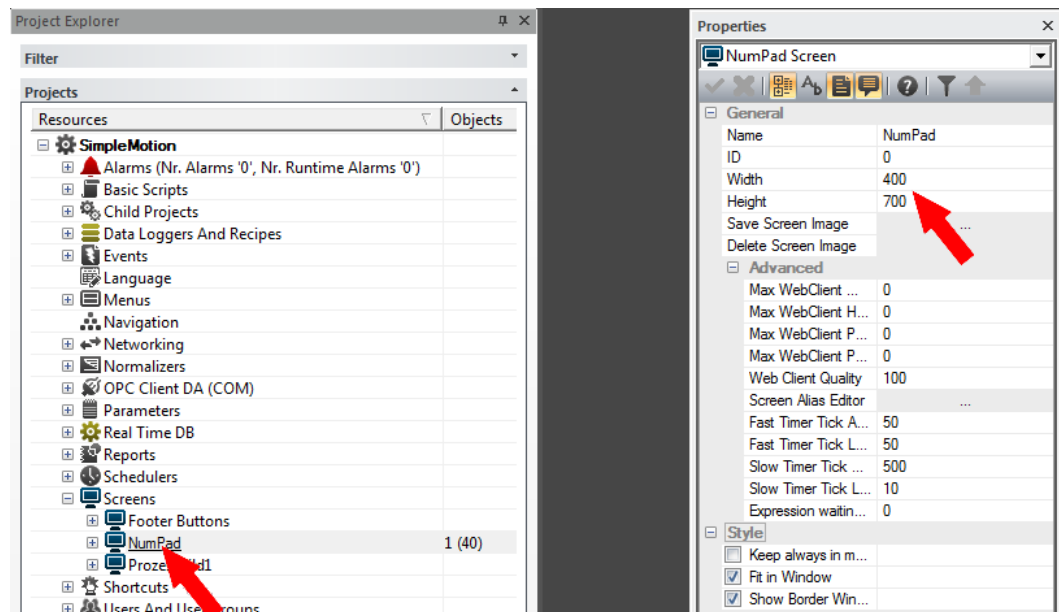 Project Explorer
Filter
Projects
Resources Objects
SimpleMotion
Alarms (Nr. Alarms '0', Nr. Runtime Alarms '0')
Basic Scripts
Child Projects
Data Loggers And Recipes
Events
Language
Menus
Navigation
Networking
Normalizers
OPC Client DA (COM)
Parameters
Real Time DB
Reports
Schedulers
Screens
Footer Buttons
NumPad 1 (40)
Shortcuts
Users And
Properties
NumPad Screen
General
Name NumPad
ID 0
Width 400
Height 700
Save Screen Image ...
Delete Screen Image
Advanced
Max WebClient ... 0
Max WebClient H... 0
Max WebClient P... 0
Max WebClient P... 0
Web Client Quality 100
Screen Alias Editor ...
Fast Timer Tick A... 50
Fast Timer Tick L... 50
Slow Timer Tick ... 500
Slow Timer Tick L... 10
Expression waitin... 0
Style
Keep always in m...
Fit in Window
Show Border Win...